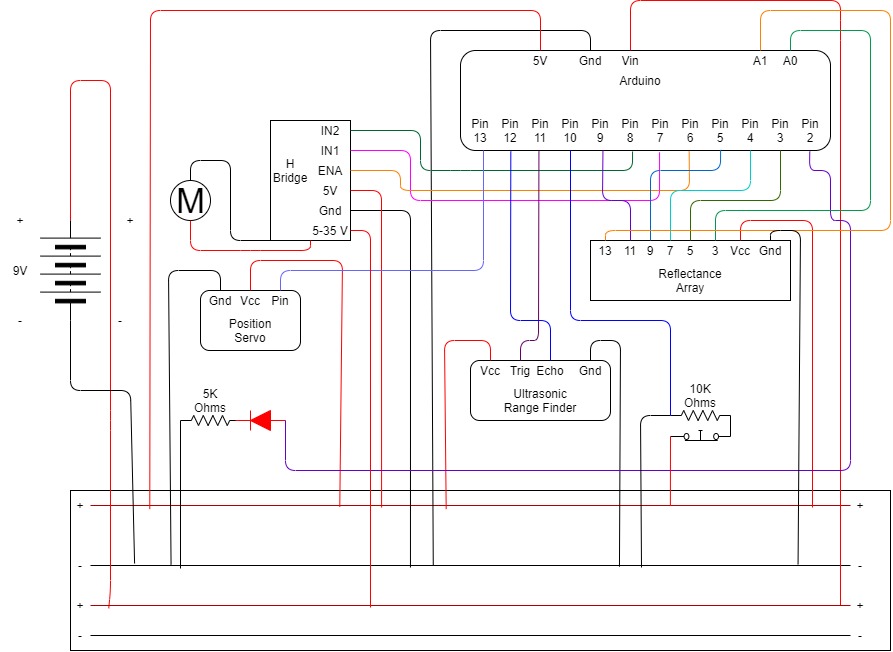 5V Gnd Vin A1 A0
Arduino
Pin Pin Pin Pin Pin Pin Pin Pin Pin Pin Pin Pin
13 12 11 10 9 8 7 6 5 4 3 2
IN2
IN1
H
Bridge
ENA
5V
Gnd
5-35 V
M
+ +
9V
- -
13 11 9 7 5 3 Vcc Gnd
Reflectance
Array
Gnd Vcc Pin
Position
Servo
Vcc Trig Echo Gnd
Ultrasonic
Range Finder
5K
Ohms
10K
Ohms
+ +
- -
+ +
- -